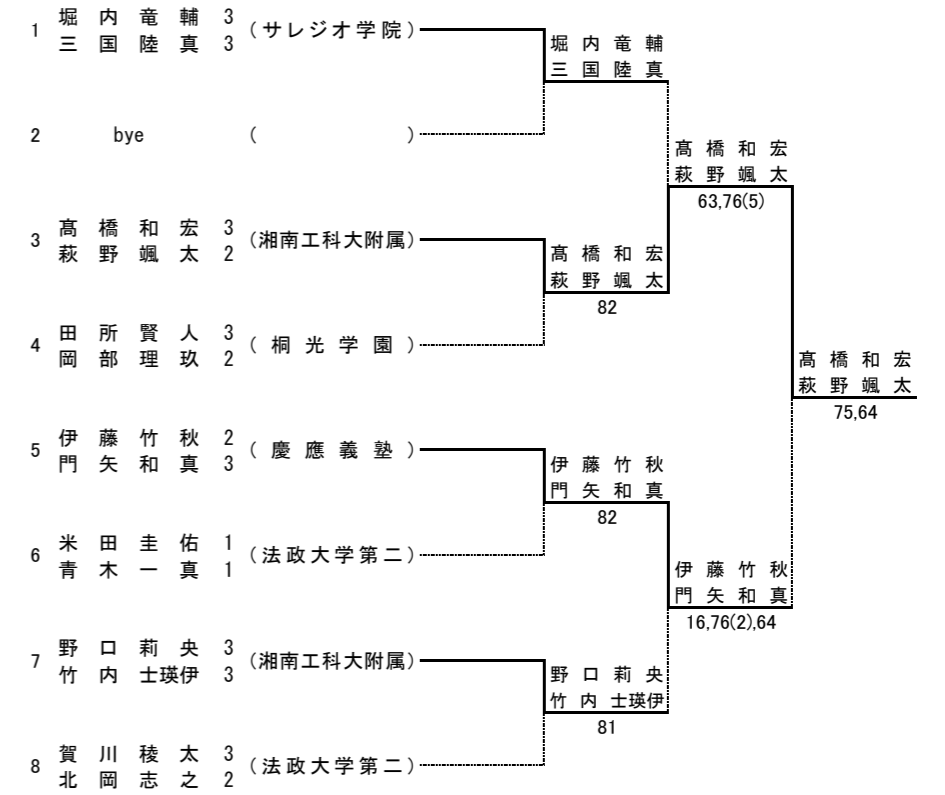 1 堀内竜輔 3 (サレジオ学院)
三国陸真 3
堀内竜輔
三国陸真
2 bye ( )
髙橋和宏
萩野颯太
63,76(5)
3 髙橋和宏 3 (湘南工科大附属)
萩野颯太 2
髙橋和宏
萩野颯太
82
4 田所賢人 3 (桐光学園)
岡部理玖 2
髙橋和宏
萩野颯太
75,64
5 伊藤竹秋 2 (慶應義塾)
門矢和真 3
伊藤竹秋
門矢和真
82
6 米田圭佑 1 (法政大学第二)
青木一真 1
伊藤竹秋
門矢和真
16,76(2),64
7 野口莉央 3 (湘南工科大附属)
竹内士瑛伊 3
野口莉央
竹内士瑛伊
81
8 賀川稜太 3 (法政大学第二)
北岡志之 2